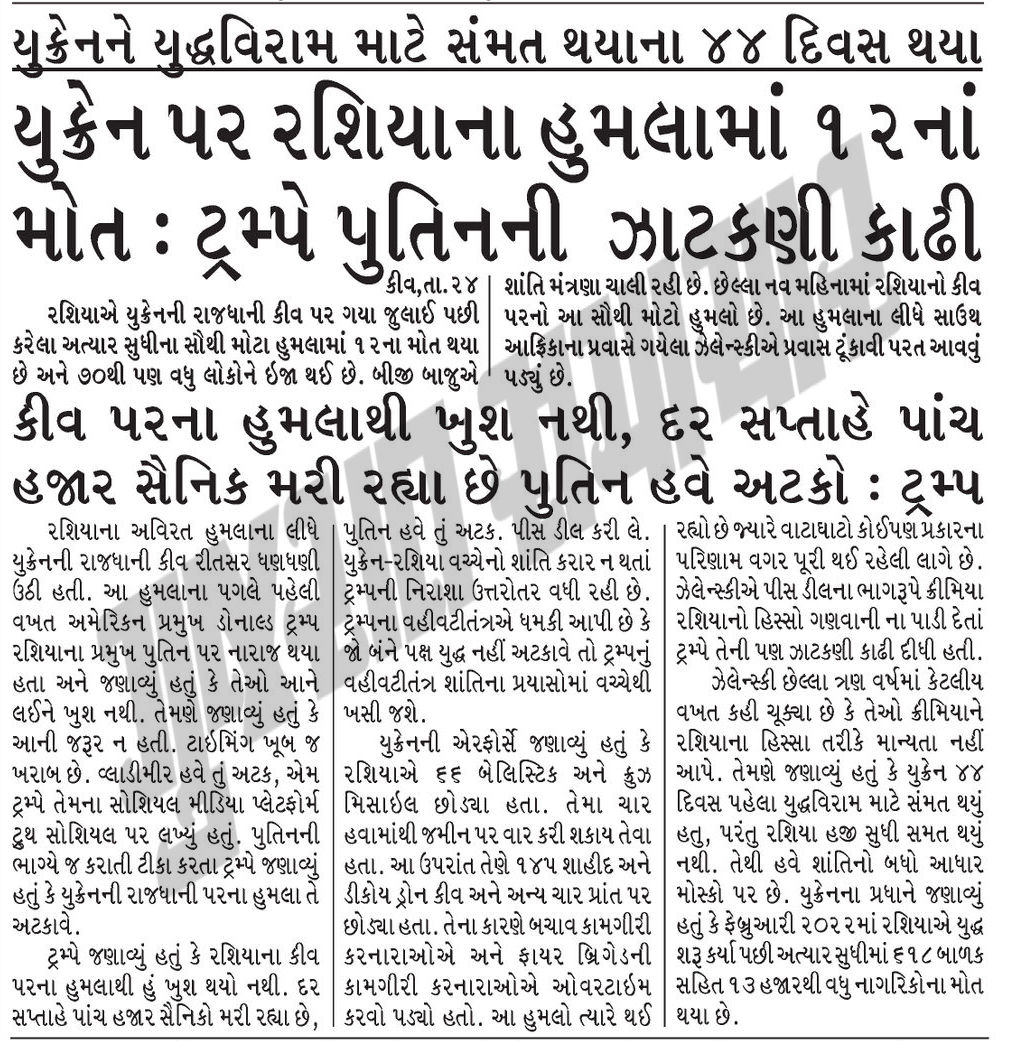 યુક્રેનને યુદ્ધવિરામ માટે સંમત થયાના ૪૪ દિવસ થયા
યુક્રેન પર રશિયાના હુમલામાં ૧૨નાં
મોત : ટ્રમ્પે પુતિનની ઝાટકણી કાઢી
કીવ,તા.૨૪
રશિયાએ યુક્રેનની રાજધાની કીવ પર ગયા જુલાઈ પછી
કરેલા અત્યાર સુધીના સૌથી મોટા હુમલામાં ૧૨ના મોત થયા
છે અને ૭૦થી પણ વધુ લોકોને ઇજા થઈ છે. બીજી બાજુએ
શાંતિ મંત્રણા ચાલી રહી છે. છેલ્લા નવ મહિનામાં રશિયાનો કીવ
પરનો આ સૌથી મોટો હુમલો છે. આ હુમલાના લીધે સાઉથ
આફ્રિકાના પ્રવાસે ગયેલા ઝેલેન્સ્કીએ પ્રવાસ ટૂંકાવી પરત આવવું
પડ્યું છે.
કીવ પરના હુમલાથી ખુશ નથી, દર સપ્તાહે પાંચ
હજાર સૈનિક મરી રહ્યા છે પુતિન હવે અટકો : ટ્રમ્પ
રશિયાના અવિરત હુમલાના લીધે
યુક્રેનની રાજધાની કીવ રીતસર ધણધણી
ઉઠી હતી. આ હુમલાના પગલે પહેલી
વખત અમેરિકન પ્રમુખ ડોનાલ્ડ ટ્રમ્પ
રશિયાના પ્રમુખ પુતિન પર નારાજ થયા
હતા અને જણાવ્યું હતું કે તેઓ આને
લઈને ખુશ નથી. તેમણે જણાવ્યું હતું કે
આની જરૂર ન હતી. ટાઇમિંગ ખૂબ જ
ખરાબ છે. વ્લાડીમીર હવે તું અટક, એમ
ટ્રમ્પે તેમના સોશિયલ મીડિયા પ્લેટફોર્મ
ટ્રુથ સોશિયલ પર લખ્યું હતું. પુતિનની
ભાગ્યે જ કરાતી ટીકા કરતા ટ્રમ્પે જણાવ્યું
હતું કે યુક્રેનની રાજધાની પરના હુમલા તે
અટકાવે.
ટ્રમ્પે જણાવ્યું હતું કે રશિયાના કીવ
પરના હુમલાથી હું ખુશ થયો નથી. દર
સપ્તાહે પાંચ હજાર સૈનિકો મરી રહ્યા છે,
પુતિન હવે તું અટક. પીસ ડીલ કરી લે.
યુક્રેન-રશિયા વચ્ચેનો શાંતિ કરાર ન થતાં
ટ્રમ્પની નિરાશા ઉત્તરોતર વધી રહી છે.
ટ્રમ્પના વહીવટીતંત્રએ ધમકી આપી છે કે
જો બંને પક્ષ યુદ્ધ નહીં અટકાવે તો ટ્રમ્પનું
વહીવટીતંત્ર શાંતિના પ્રયાસોમાં વચ્ચેથી
ખસી જશે.
યુક્રેનની એરફોર્સે જણાવ્યું હતું કે
રશિયાએ ૬૬ બેલિસ્ટિક અને ક્રુઝ
મિસાઇલ છોડ્યા હતા. તેમા ચાર
હવામાંથી જમીન પર વાર કરી શકાય તેવા
હતા. આ ઉપરાંત તેણે ૧૪૫ શાહીદ અને
ડીકોય ડ્રોન કીવ અને અન્ય ચાર પ્રાંત પર
છોડ્યા હતા. તેના કારણે બચાવ કામગીરી
કરનારાઓએ અને ફાયર બ્રિગેડની
કામગીરી કરનારાઓએ ઓવરટાઇમ
કરવો પડ્યો હતો. આ હુમલો ત્યારે થઈ
રહ્યો છે જ્યારે વાટાઘાટો કોઈપણ પ્રકારના
પરિણામ વગર પૂરી થઈ રહેલી લાગે છે.
ઝેલેન્સ્કીએ પીસ ડીલના ભાગરૂપે ક્રીમિયા
રશિયાનો હિસ્સો ગણવાની ના પાડી દેતાં
ટ્રમ્પે તેની પણ ઝાટકણી કાઢી દીધી હતી.
ઝેલેન્સ્કી છેલ્લા ત્રણ વર્ષમાં કેટલીય
વખત કહી ચૂક્યા છે કે તેઓ ક્રીમિયાને
રશિયાના હિસ્સા તરીકે માન્યતા નહીં
આપે. તેમણે જણાવ્યું હતું કે યુક્રેન ૪૪
દિવસ પહેલા યુદ્ધવિરામ માટે સંમત થયું
હતુ, પરંતુ રશિયા હજી સુધી સમત થયું
નથી. તેથી હવે શાંતિનો બધો આધાર
મોસ્કો પર છે. યુક્રેનના પ્રધાને જણાવ્યું
હતું કે ફેબ્રુઆરી ૨૦૨૨માં રશિયાએ યુદ્ધ
શરૂ કર્યા પછી અત્યાર સુધીમાં ૬૧૮ બાળક
સહિત ૧૩ હજારથી વધુ નાગરિકોના મોત
થયા છે.
ગુજરાત સમાચાર